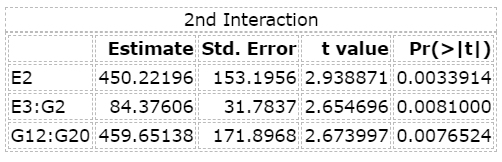 2nd Interaction
Estimate Std. Error t value Pr(>|t|)
E2 450.22196 153.1956 2.938871 0.0033914
E3:G2 84.37606 31.7837 2.654696 0.0081000
G12:G20 459.65138 171.8968 2.673997 0.0076524